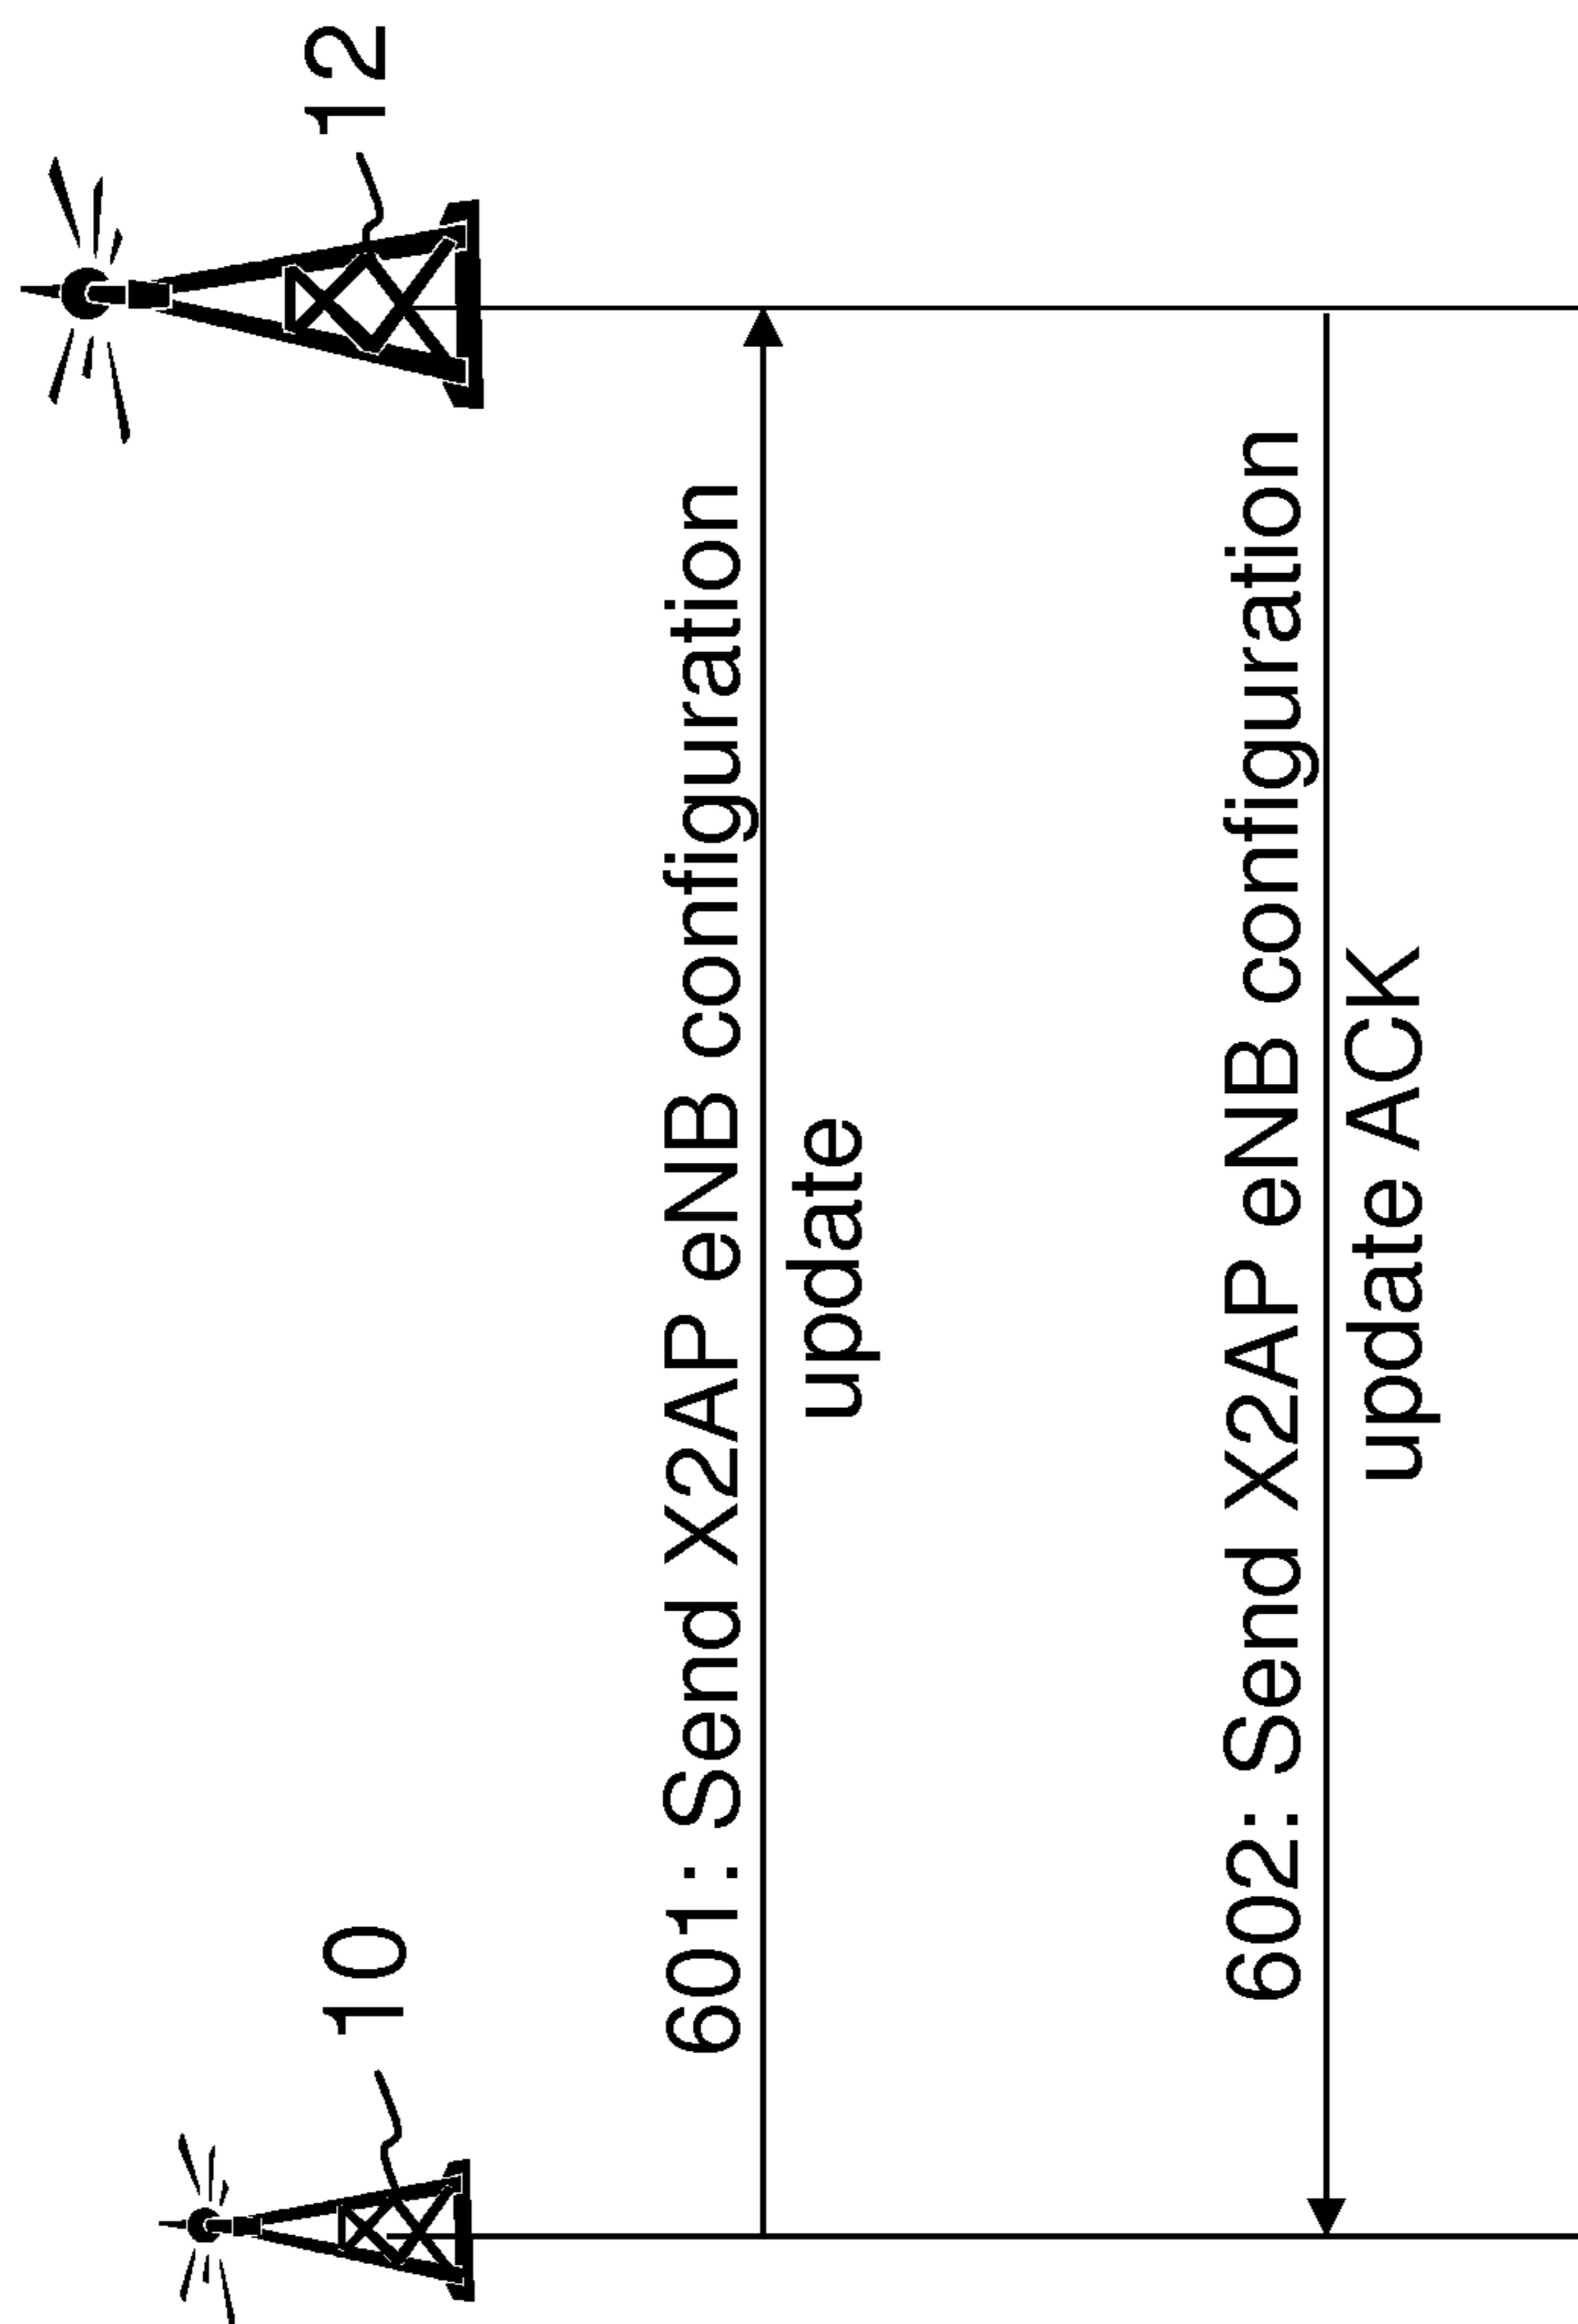 10
12
601: Send X2AP eNB configuration
update
602: Send X2AP eNB configuration
update ACK